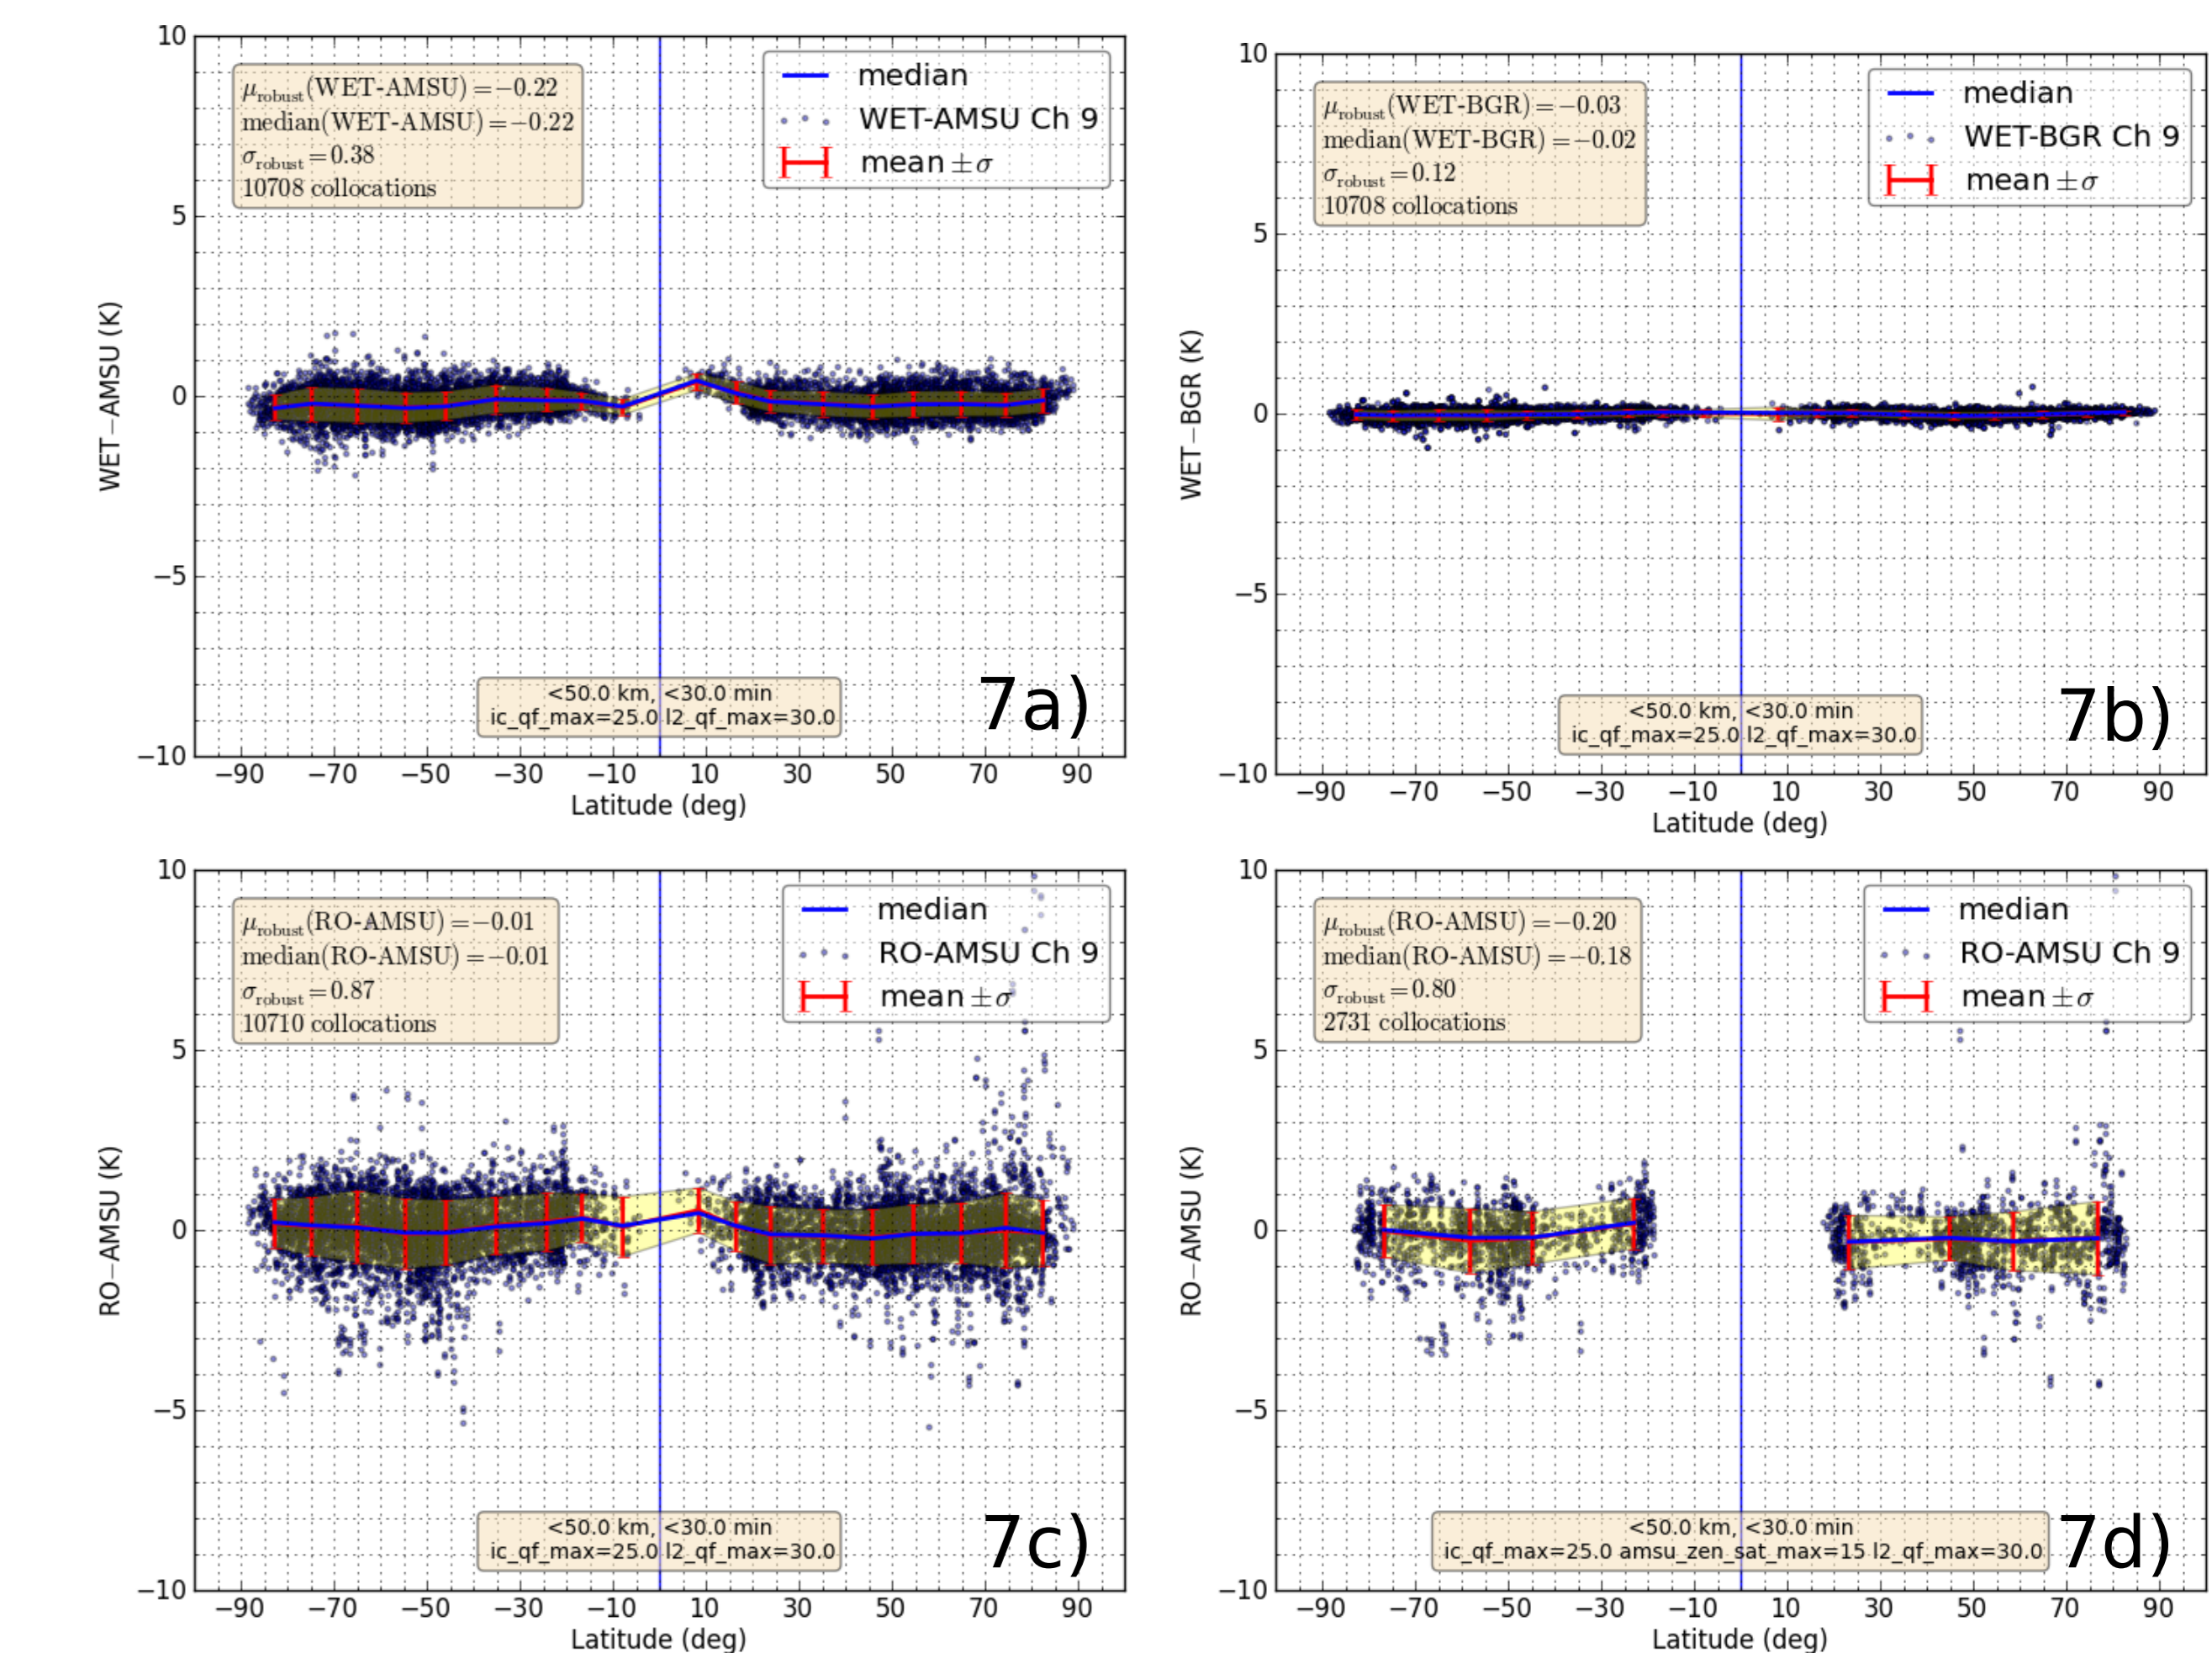 10
5
0
−5
−10
WET−AMSU (K)
μrobust(WET-AMSU)=−0.22
median(WET-AMSU)=−0.22
σrobust=0.38
10708 collocations
median
WET-AMSU Ch 9
mean ±σ
<50.0 km, <30.0 min
ic_qf_max=25.0 l2_qf_max=30.0
7a)
−90 −70 −50 −30 −10 10 30 50 70 90
Latitude (deg)
10
5
0
−5
−10
WET−BGR (K)
μrobust(WET-BGR)=−0.03
median(WET-BGR)=−0.02
σrobust=0.12
10708 collocations
median
WET-BGR Ch 9
mean ±σ
<50.0 km, <30.0 min
ic_qf_max=25.0 l2_qf_max=30.0
7b)
−90 −70 −50 −30 −10 10 30 50 70 90
Latitude (deg)
10
5
0
−5
−10
RO−AMSU (K)
μrobust(RO-AMSU)=−0.01
median(RO-AMSU)=−0.01
σrobust=0.87
10710 collocations
median
RO-AMSU Ch 9
mean ±σ
<50.0 km, <30.0 min
ic_qf_max=25.0 l2_qf_max=30.0
7c)
−90 −70 −50 −30 −10 10 30 50 70 90
Latitude (deg)
10
5
0
−5
−10
RO−AMSU (K)
μrobust(RO-AMSU)=−0.20
median(RO-AMSU)=−0.18
σrobust=0.80
2731 collocations
median
RO-AMSU Ch 9
mean ±σ
<50.0 km, <30.0 min
ic_qf_max=25.0 amsu_zen_sat_max=15 l2_qf_max=30.0
7d)
−90 −70 −50 −30 −10 10 30 50 70 90
Latitude (deg)